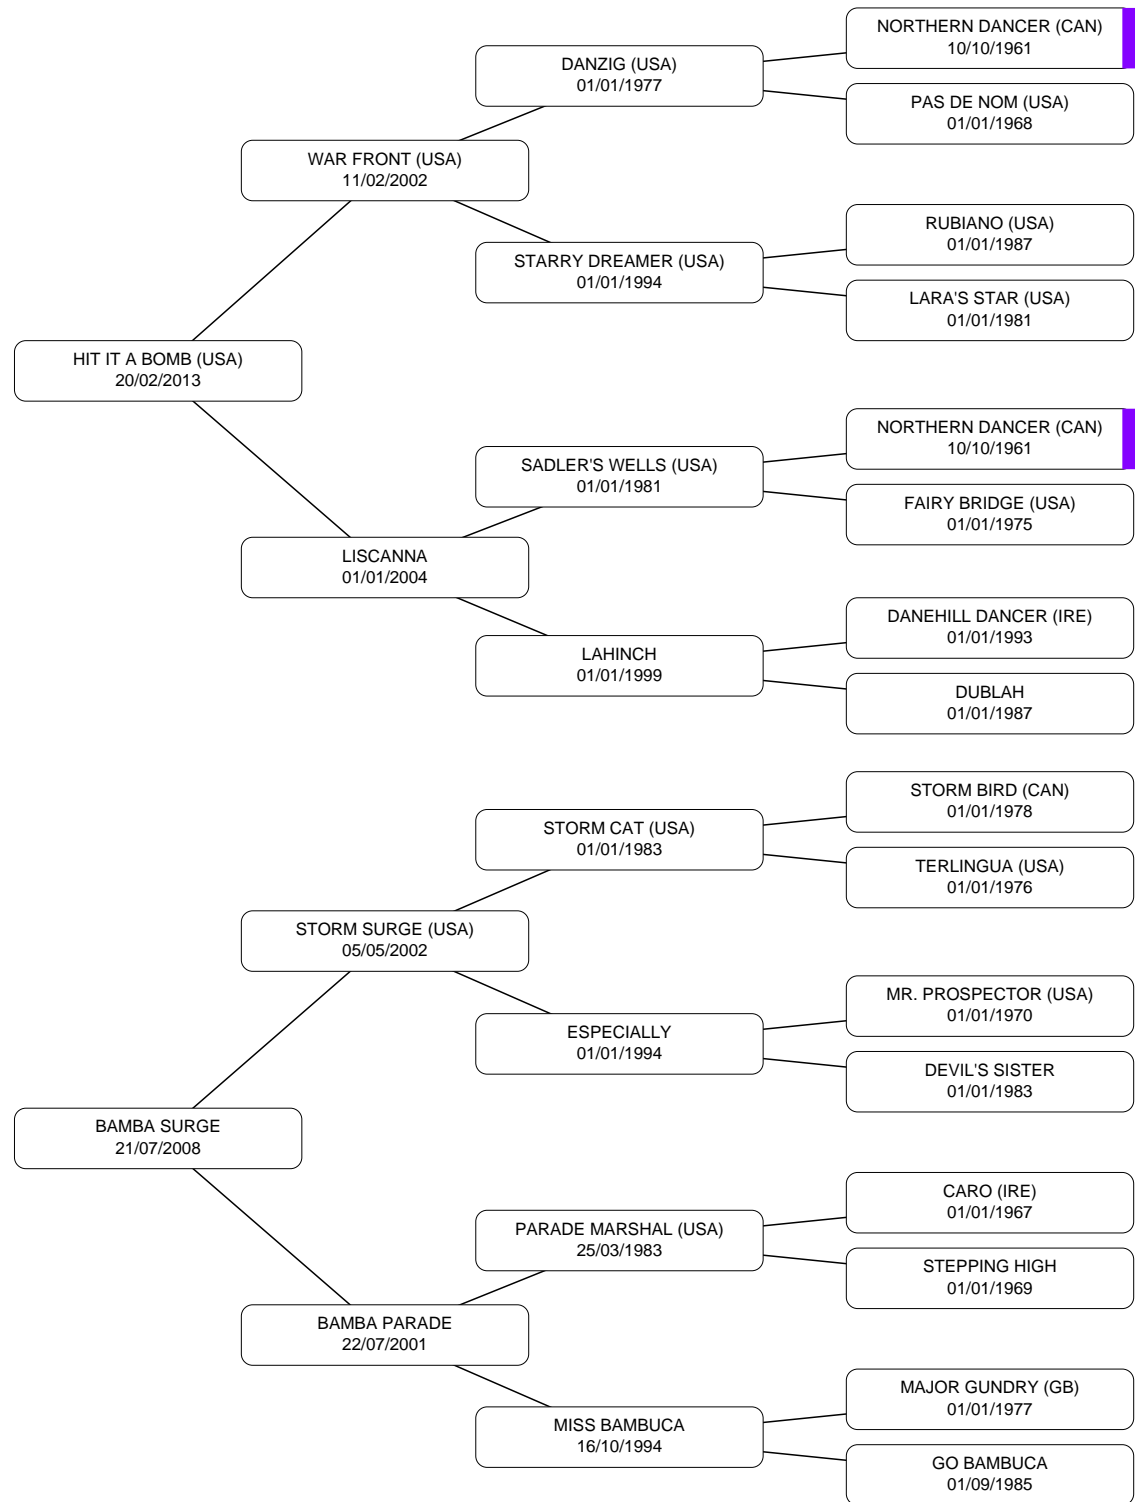 NORTHERN DANCER (CAN)
10/10/1961
DANZIG (USA)
01/01/1977
PAS DE NOM (USA)
01/01/1968
WAR FRONT (USA)
11/02/2002
RUBIANO (USA)
01/01/1987
STARRY DREAMER (USA)
01/01/1994
LARA'S STAR (USA)
01/01/1981
HIT IT A BOMB (USA)
20/02/2013
NORTHERN DANCER (CAN)
10/10/1961
SADLER'S WELLS (USA)
01/01/1981
FAIRY BRIDGE (USA)
01/01/1975
LISCANNA
01/01/2004
DANEHILL DANCER (IRE)
01/01/1993
LAHINCH
01/01/1999
DUBLAH
01/01/1987
STORM BIRD (CAN)
01/01/1978
STORM CAT (USA)
01/01/1983
TERLINGUA (USA)
01/01/1976
STORM SURGE (USA)
05/05/2002
MR. PROSPECTOR (USA)
01/01/1970
ESPECIALLY
01/01/1994
DEVIL'S SISTER
01/01/1983
BAMBA SURGE
21/07/2008
CARO (IRE)
01/01/1967
PARADE MARSHAL (USA)
25/03/1983
STEPPING HIGH
01/01/1969
BAMBA PARADE
22/07/2001
MAJOR GUNDRY (GB)
01/01/1977
MISS BAMBUCA
16/10/1994
GO BAMBUCA
01/09/1985